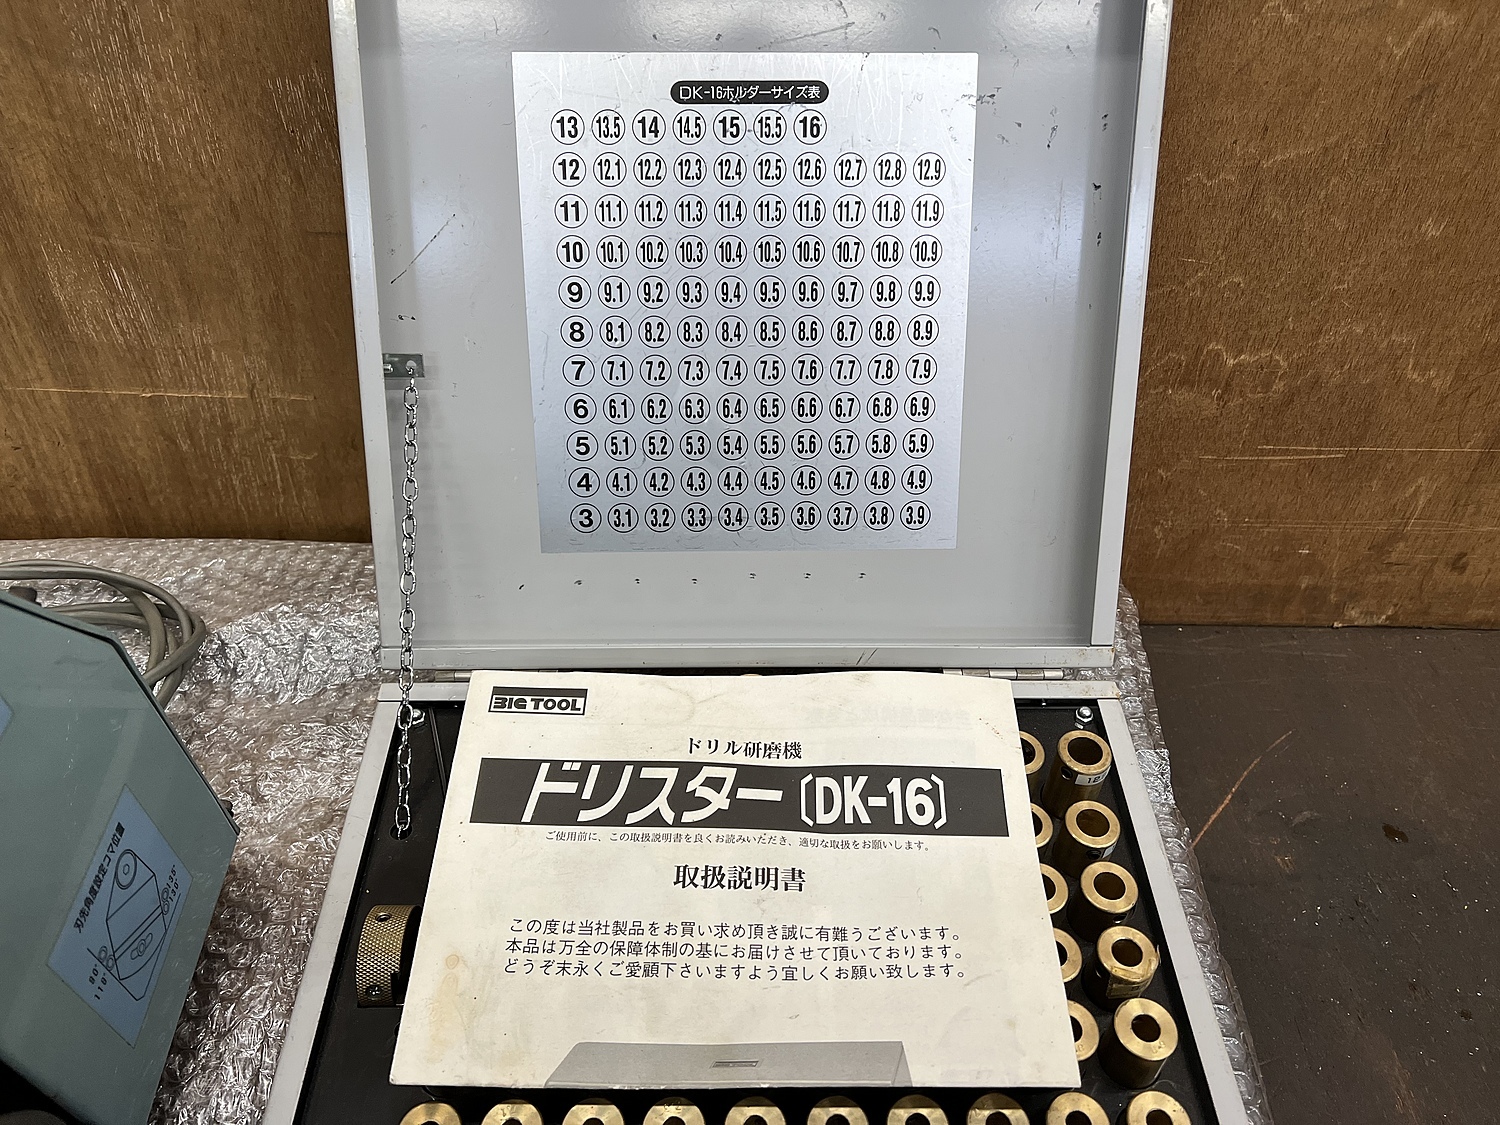 DK-16ホルダーサイズ表
13 13.5 14 14.5 15 15.5 16
12 12.1 12.2 12.3 12.4 12.5 12.6 12.7 12.8 12.9
11 11.1 11.2 11.3 11.4 11.5 11.6 11.7 11.8 11.9
10 10.1 10.2 10.3 10.4 10.5 10.6 10.7 10.8 10.9
9 9.1 9.2 9.3 9.4 9.5 9.6 9.7 9.8 9.9
8 8.1 8.2 8.3 8.4 8.5 8.6 8.7 8.8 8.9
7 7.1 7.2 7.3 7.4 7.5 7.6 7.7 7.8 7.9
6 6.1 6.2 6.3 6.4 6.5 6.6 6.7 6.8 6.9
5 5.1 5.2 5.3 5.4 5.5 5.6 5.7 5.8 5.9
4 4.1 4.2 4.3 4.4 4.5 4.6 4.7 4.8 4.9
3 3.1 3.2 3.3 3.4 3.5 3.6 3.7 3.8 3.9
BIG TOOL
ドリル研磨機
ドリスター〔DK-16〕
ご使用前に、この取扱説明書を良くお読みいただき、適切な取扱をお願いします。
取扱説明書
この度は当社製品をお買い求め頂き誠に有難うございます。
本品は万全の保障体制の基にお届けさせて頂いております。
どうぞ末永くご愛顧下さいますよう宜しくお願い致します。
刃先角度設定コマ位置
135°
130°
90°
118°